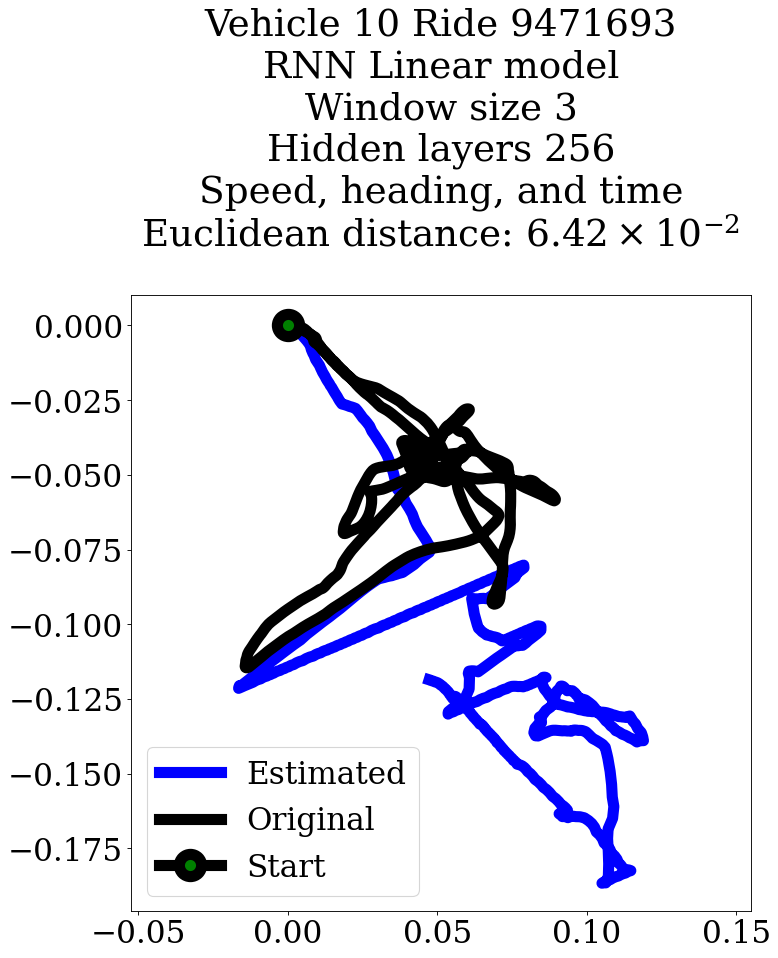 Vehicle 10 Ride 9471693
RNN Linear model
Window size 3
Hidden layers 256
Speed, heading, and time
Euclidean distance: 6.42 × 10⁻²
0.000
−0.025
−0.050
−0.075
−0.100
−0.125
−0.150
−0.175
Estimated
Original
Start
−0.05 0.00 0.05 0.10 0.15